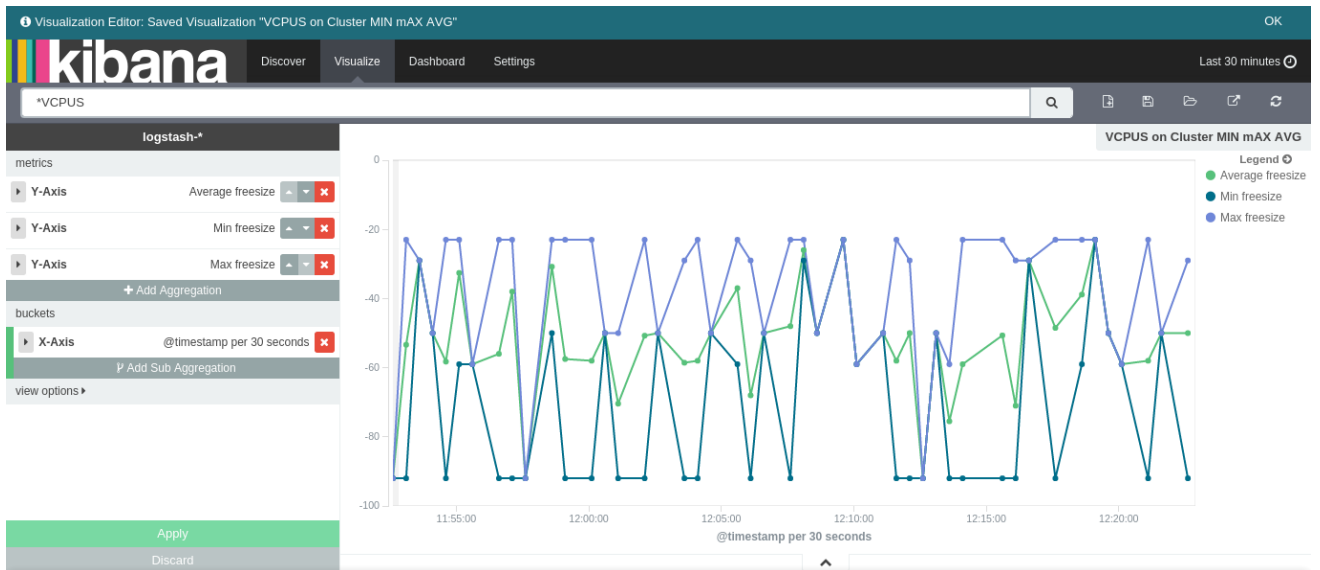 Visualization Editor: Saved Visualization "VCPUS on Cluster MIN mAX AVG"
OK
kibana
Discover
Visualize
Dashboard
Settings
Last 30 minutes
*VCPUS
logstash-*
metrics
Y-Axis
Average freesize
Y-Axis
Min freesize
Y-Axis
Max freesize
Add Aggregation
buckets
X-Axis
@timestamp per 30 seconds
Add Sub Aggregation
view options
Apply
Discard
VCPUS on Cluster MIN mAX AVG
Legend
Average freesize
Min freesize
Max freesize
0
-20
-40
-60
-80
-100
11:55:00
12:00:00
12:05:00
12:10:00
12:15:00
12:20:00
@timestamp per 30 seconds